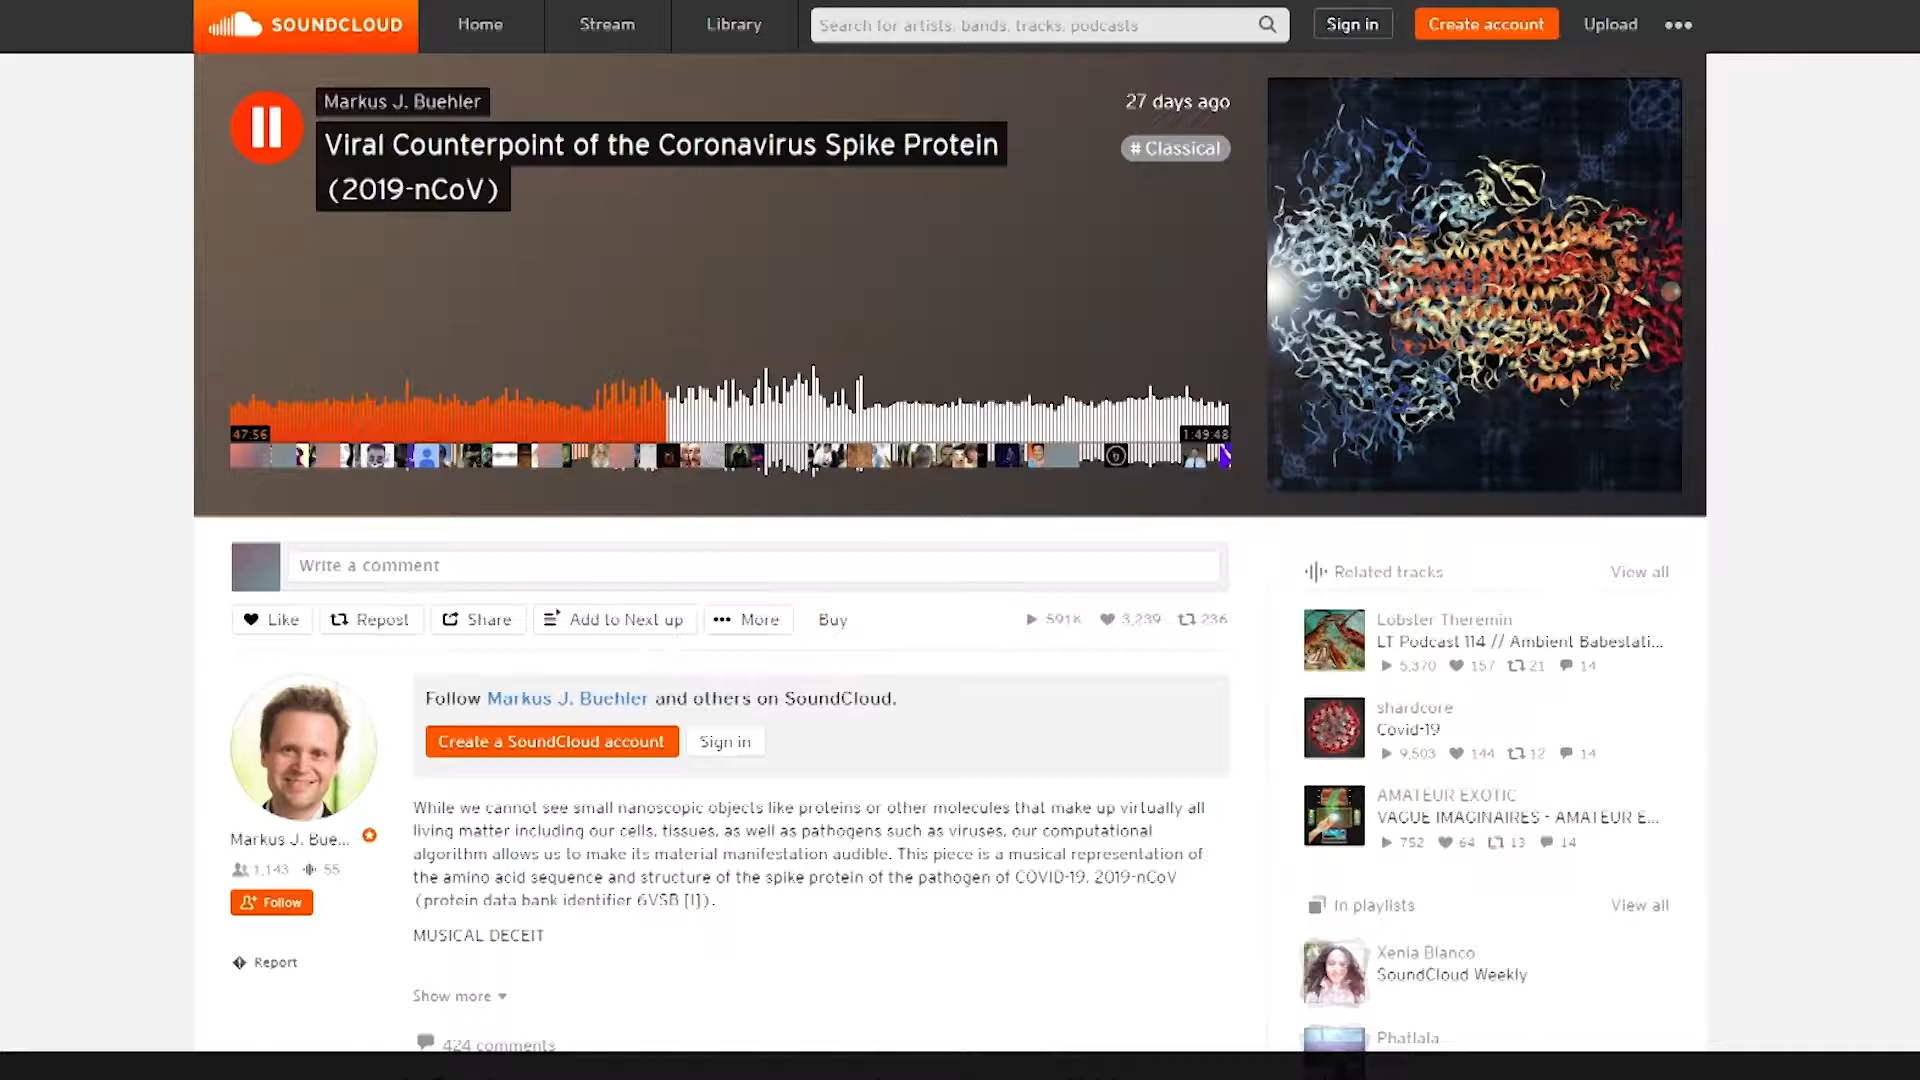 SOUNDCLOUD
Home
Stream
Library
Search for artists, bands, tracks, podcasts
Sign in
Create account
Upload
Markus J. Buehler
Viral Counterpoint of the Coronavirus Spike Protein
(2019-nCoV)
27 days ago
# Classical
47:56
1:49:48
Write a comment
Like
Repost
Share
Add to Next up
More
Buy
591K
3,239
236
Follow Markus J. Buehler and others on SoundCloud.
Create a SoundCloud account
Sign in
Markus J. Bue...
1,143
55
Follow
Report
While we cannot see small nanoscopic objects like proteins or other molecules that make up virtually all
living matter including our cells, tissues, as well as pathogens such as viruses, our computational
algorithm allows us to make its material manifestation audible. This piece is a musical representation of
the amino acid sequence and structure of the spike protein of the pathogen of COVID-19, 2019-nCoV
(protein data bank identifier 6VSB [1]).
MUSICAL DECEIT
Show more
424 comments
Related tracks
View all
Lobster Theremin
LT Podcast 114 // Ambient Babestati...
5,370
157
21
14
shardcore
Covid-19
9,503
144
12
14
AMATEUR EXOTIC
VAGUE IMAGINAIRES - AMATEUR E...
752
64
13
14
In playlists
View all
Xenia Blanco
SoundCloud Weekly
Phatlala